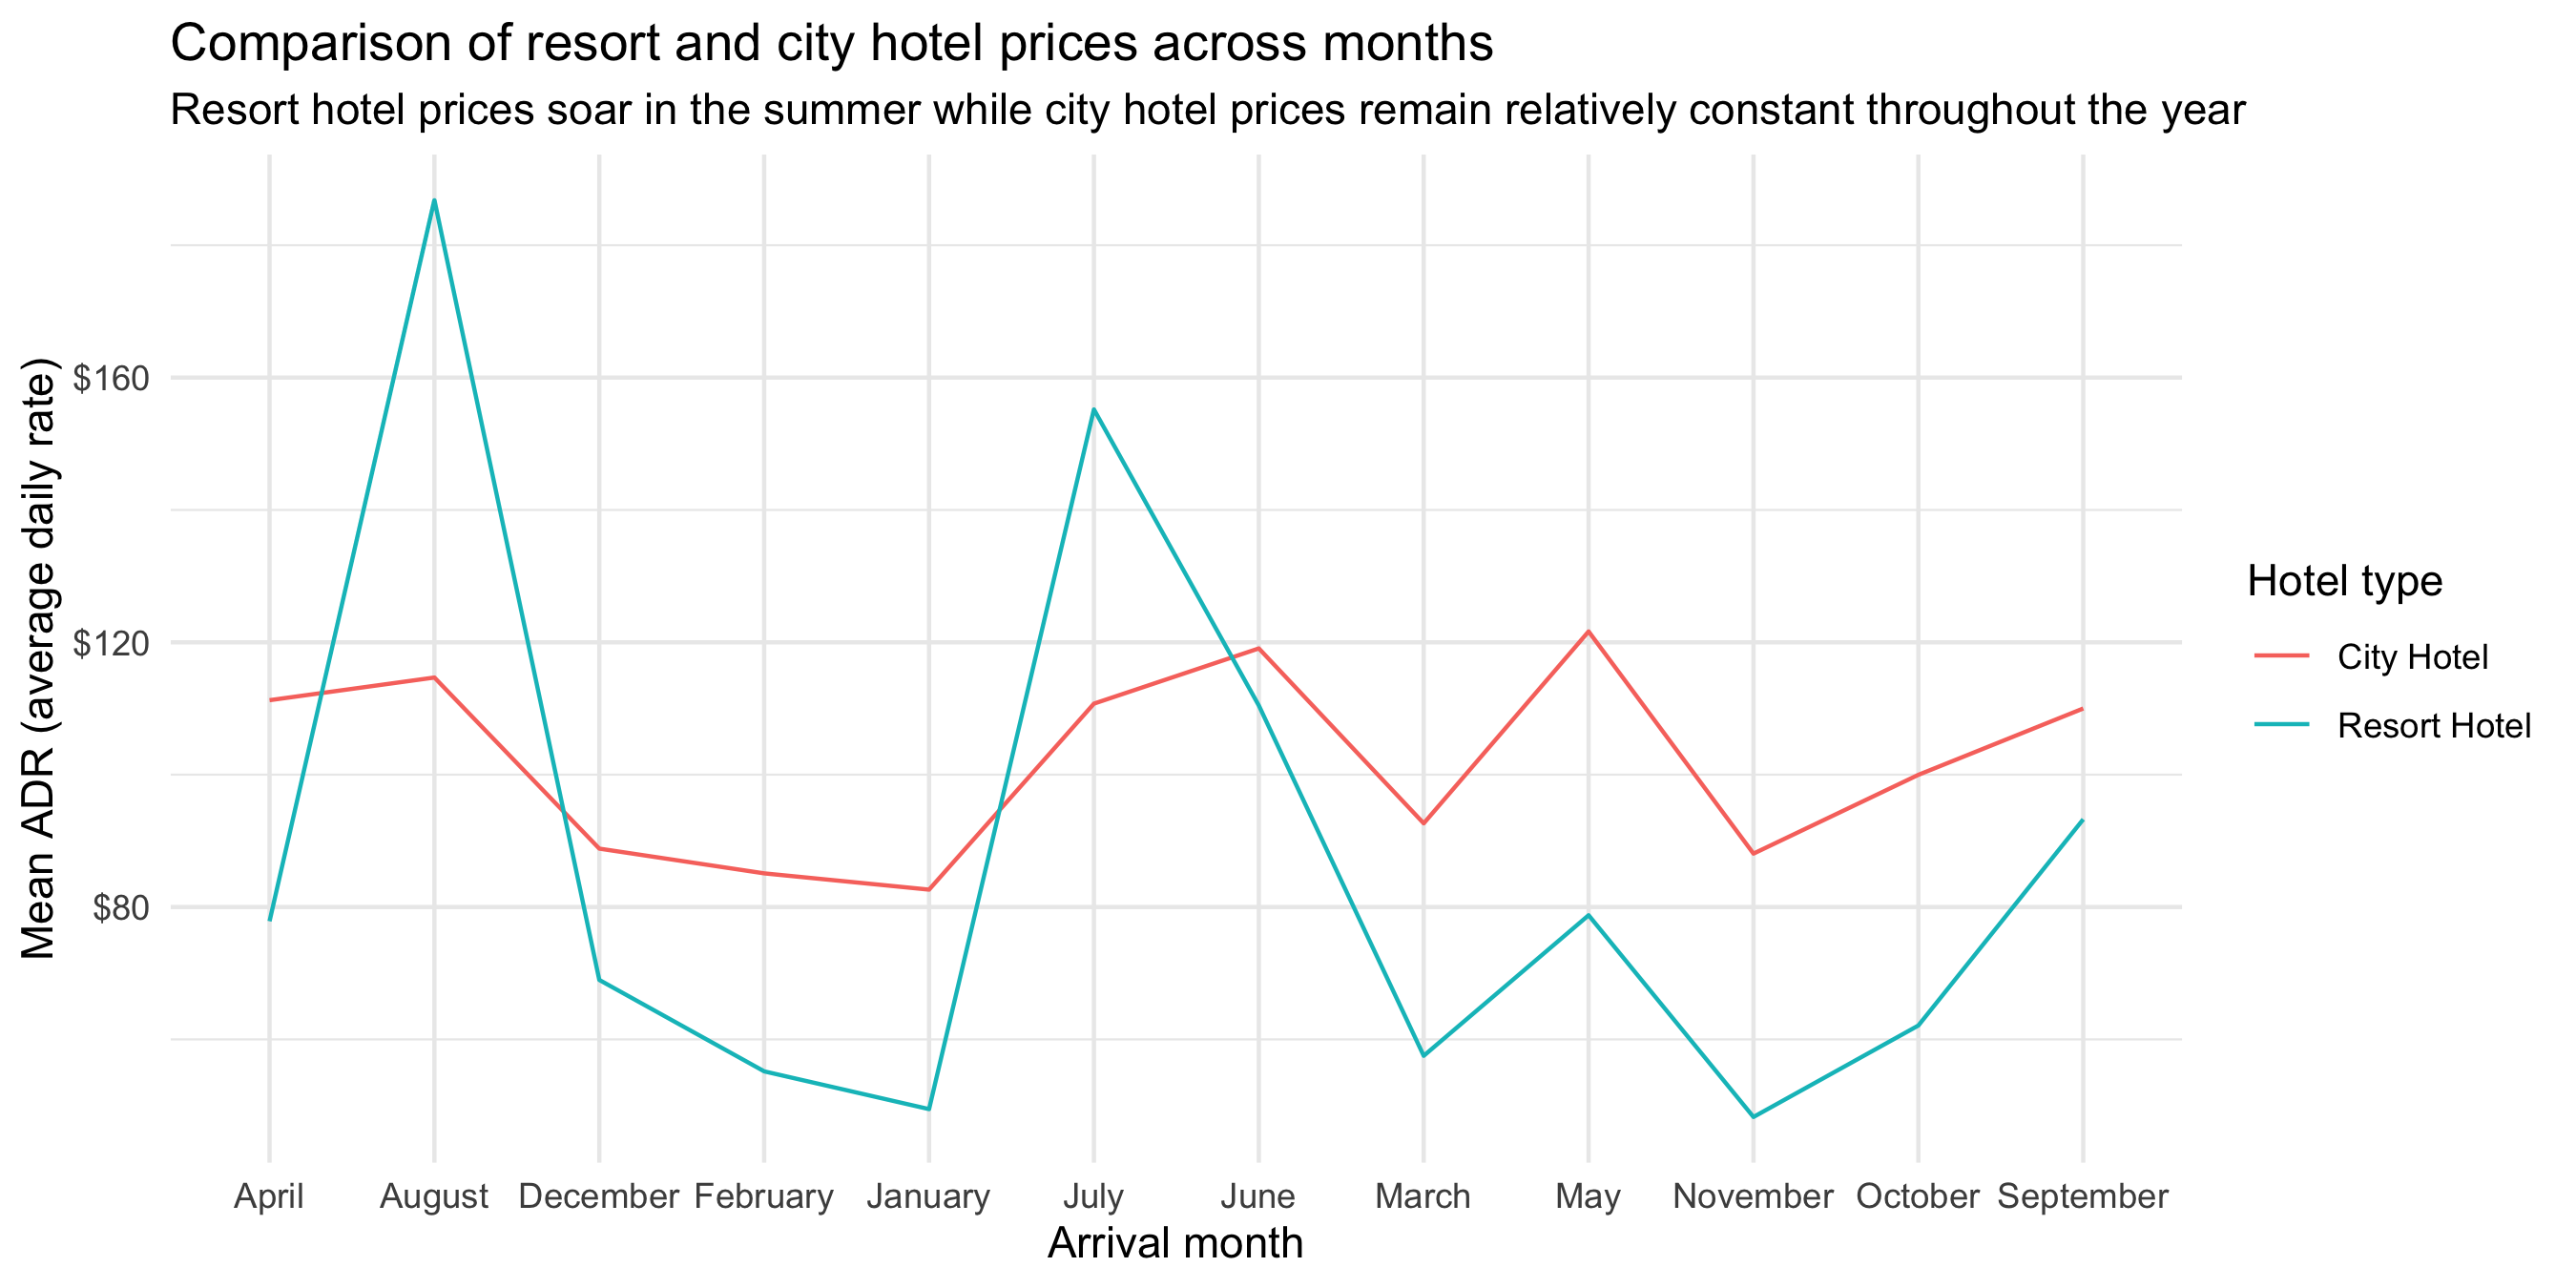 Comparison of resort and city hotel prices across months
Resort hotel prices soar in the summer while city hotel prices remain relatively constant throughout the year
Mean ADR (average daily rate)
$160
$120
$80
April August December February January July June March May November October September
Arrival month
Hotel type
City Hotel
Resort Hotel